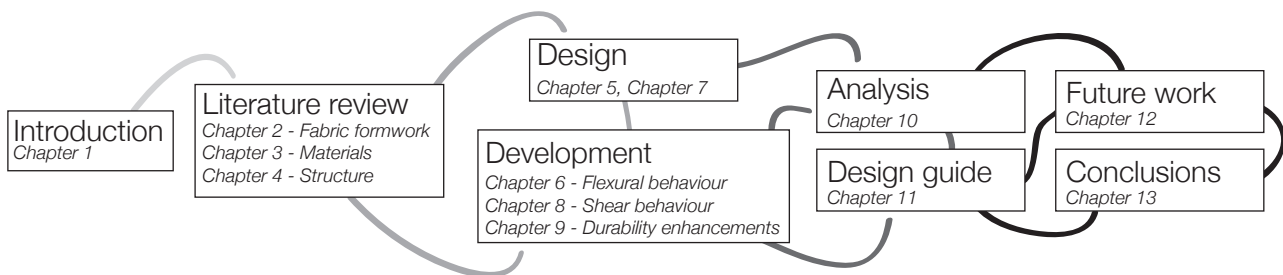 Introduction
Chapter 1
Literature review
Chapter 2 - Fabric formwork
Chapter 3 - Materials
Chapter 4 - Structure
Design
Chapter 5, Chapter 7
Development
Chapter 6 - Flexural behaviour
Chapter 8 - Shear behaviour
Chapter 9 - Durability enhancements
Analysis
Chapter 10
Design guide
Chapter 11
Future work
Chapter 12
Conclusions
Chapter 13